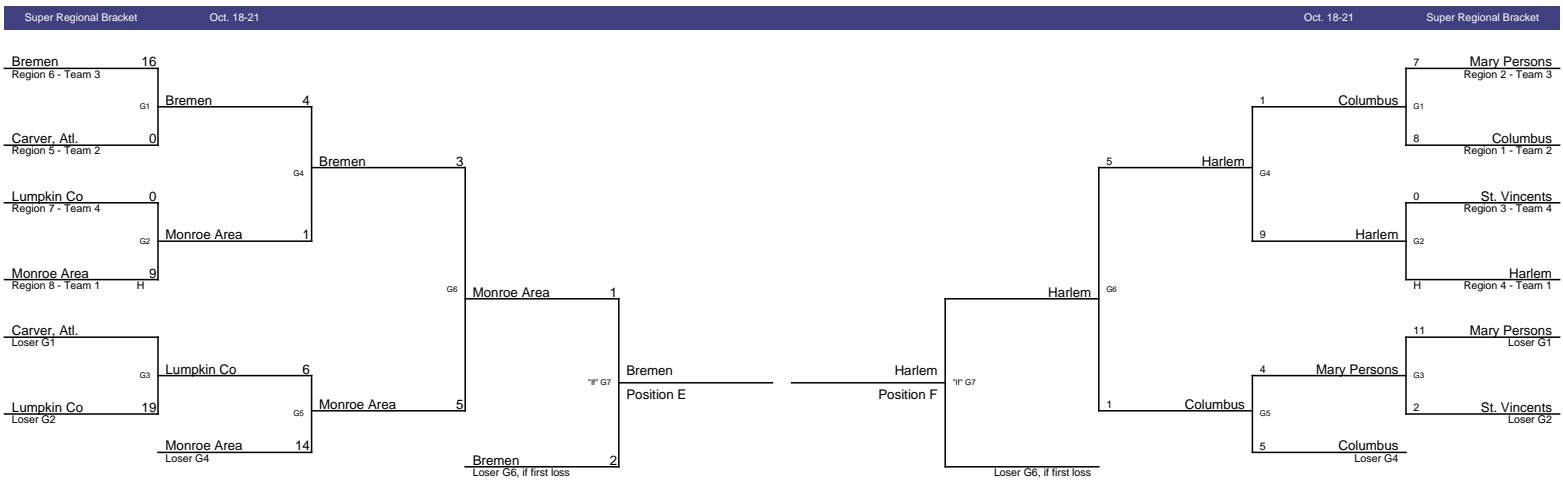 Super Regional Bracket Oct. 18-21 Oct. 18-21 Super Regional Bracket
Bremen 16
Region 6 - Team 3
G1 Bremen 4
Carver, Atl. 0
Region 5 - Team 2
G4 Bremen 3
Lumpkin Co 0
Region 7 - Team 4
G2 Monroe Area 1
Monroe Area 9
Region 8 - Team 1 H
G6 Monroe Area 1
Carver, Atl.
Loser G1
G3 Lumpkin Co 6
Lumpkin Co 19
Loser G2
G5 Monroe Area 5
Monroe Area 14
Loser G4
Bremen 2
Loser G6, if first loss
"If" G7 Bremen
Position E
7 Mary Persons
Region 2 - Team 3
1 Columbus G1
8 Columbus
Region 1 - Team 2
5 Harlem G4
0 St. Vincents
Region 3 - Team 4
9 Harlem G2
Harlem
H Region 4 - Team 1
Harlem G6
11 Mary Persons
Loser G1
4 Mary Persons G3
2 St. Vincents
Loser G2
1 Columbus G5
5 Columbus
Loser G4
Loser G6, if first loss
Harlem "If" G7
Position F